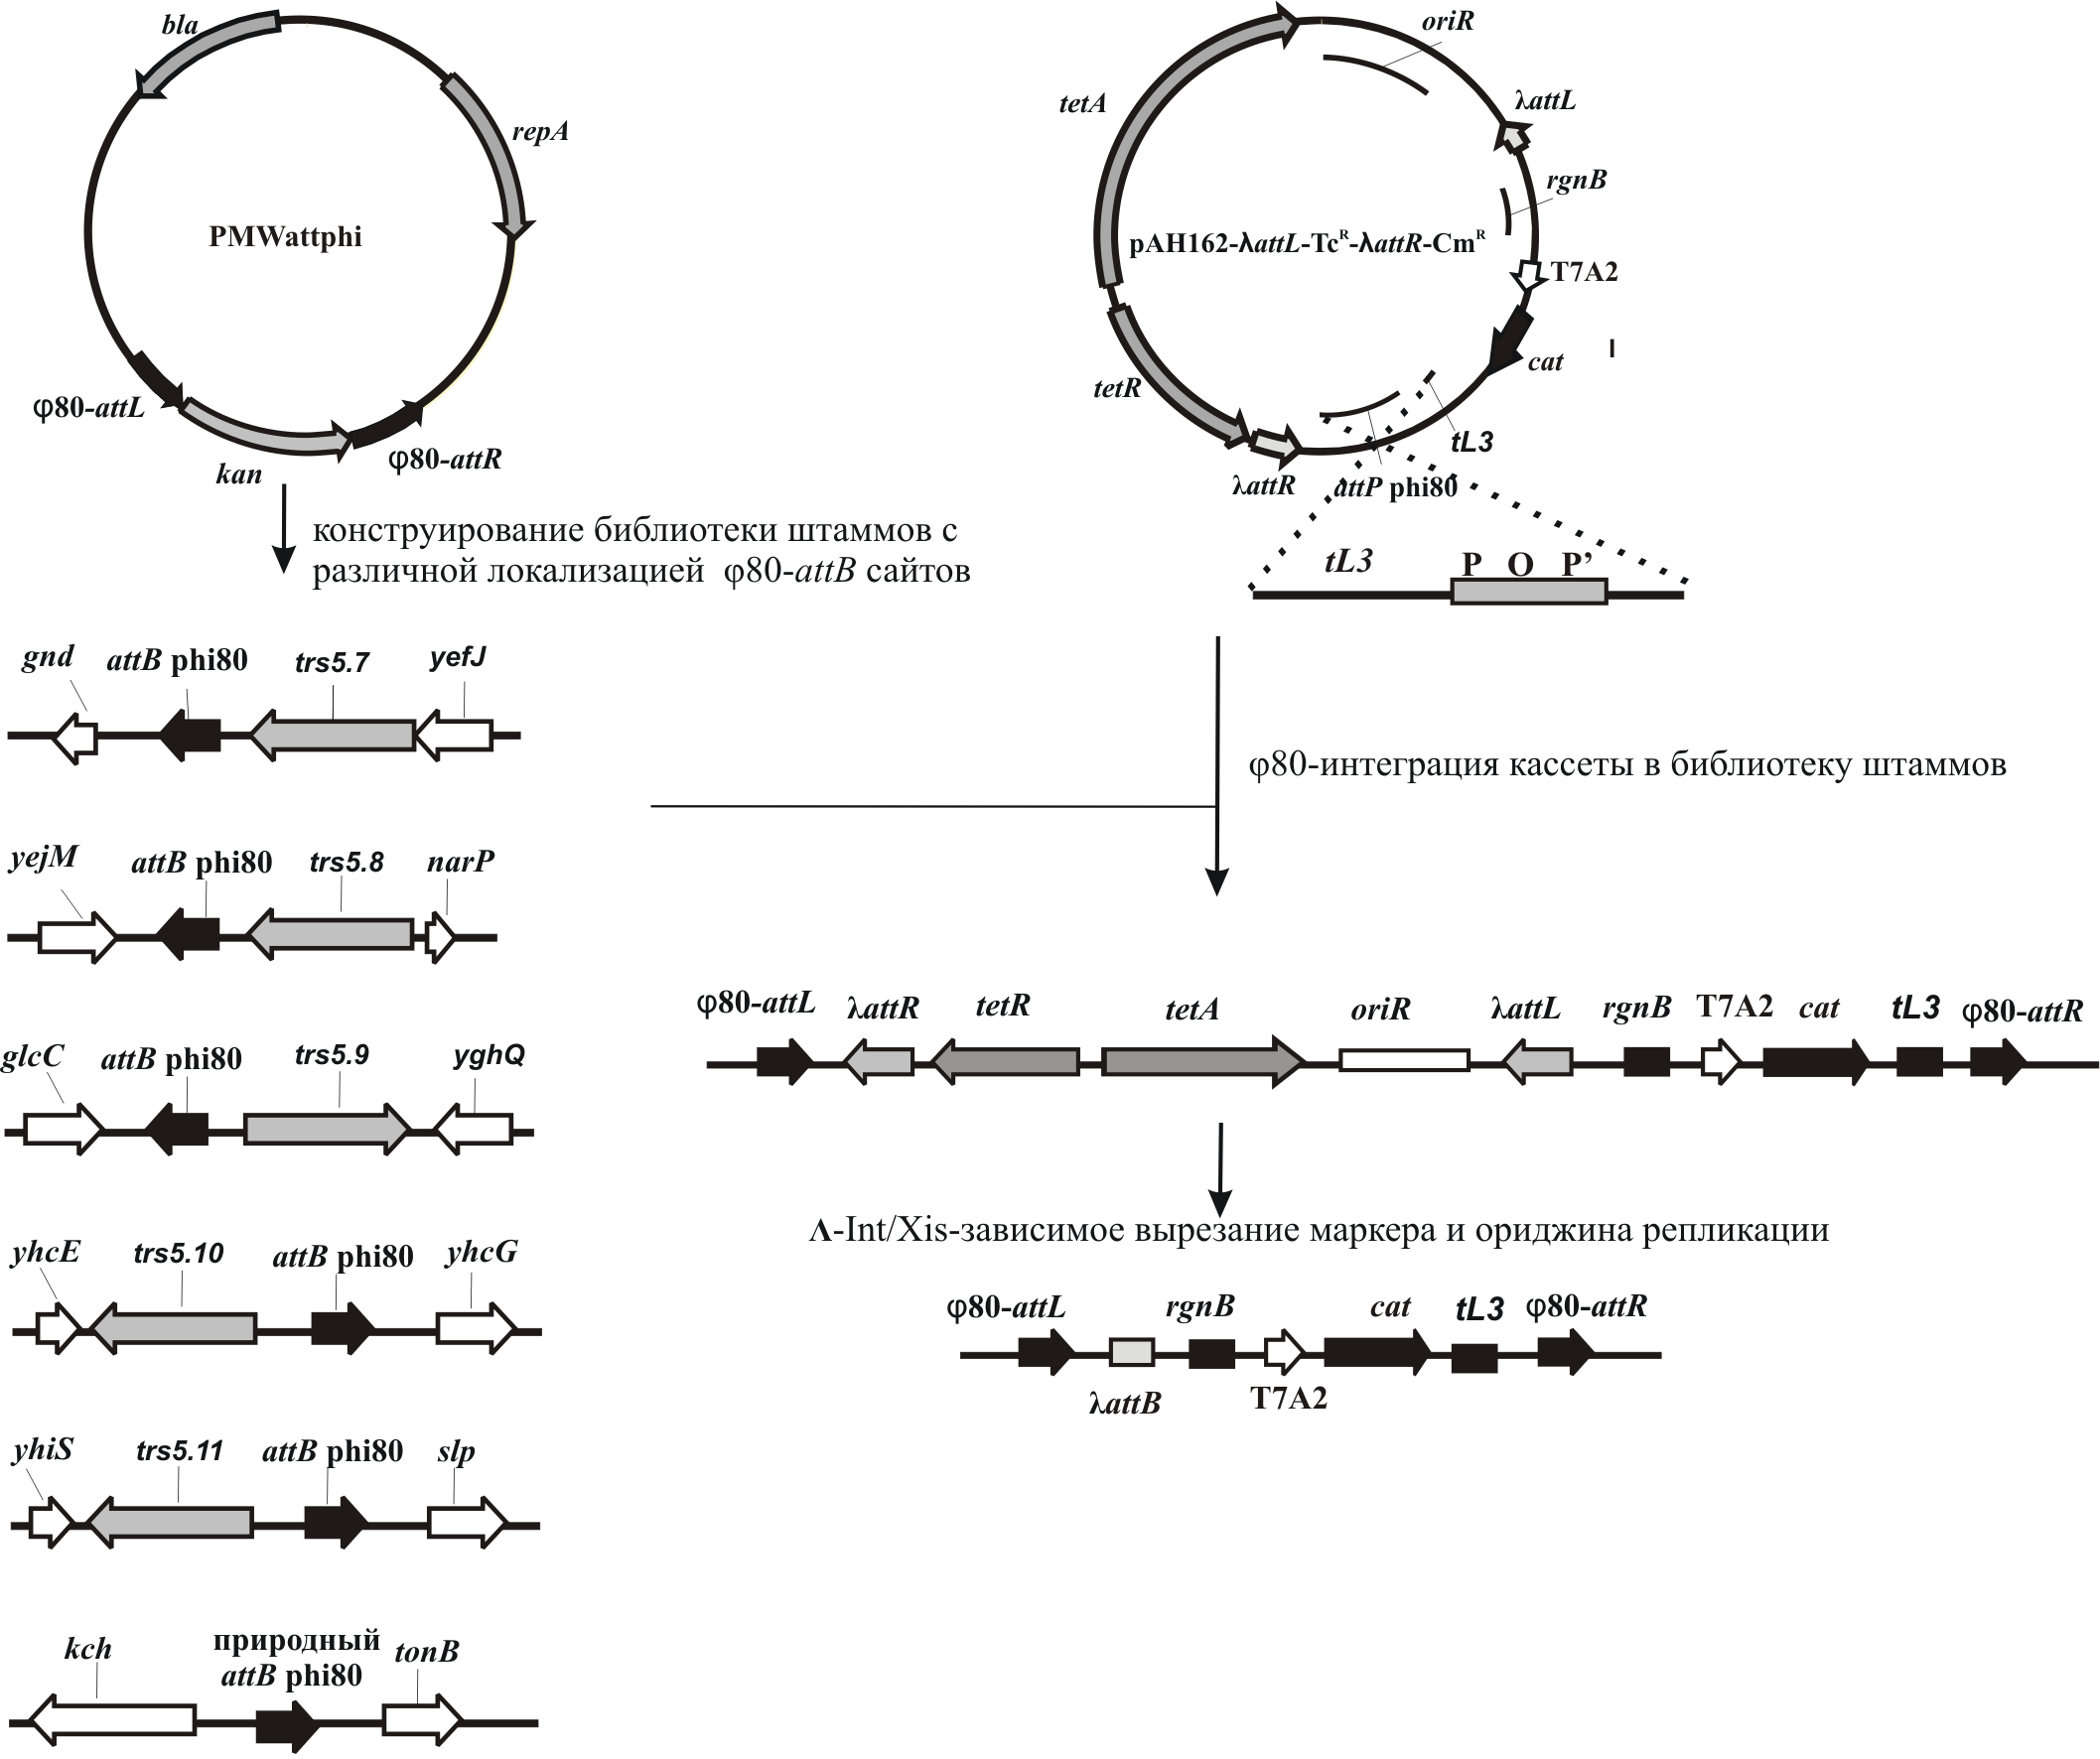 bla
repA
PMWattphi
φ80-attL
kan
φ80-attR
oriR
tetA
λattL
rgnB
pAH162-λattL-Tcᴿ-λattR-Cmᴿ
T7A2
cat
I
tetR
tL3
λattR
attP phi80
tL3
P O P’
конструирование библиотеки штаммов с
различной локализацией φ80-attB сайтов
gnd attB phi80 trs5.7 yefJ
yejM attB phi80 trs5.8 narP
glcC attB phi80 trs5.9 yghQ
yhcE trs5.10 attB phi80 yhcG
yhiS trs5.11 attB phi80 slp
kch природный tonB
attB phi80
φ80-интеграция кассеты в библиотеку штаммов
φ80-attL λattR tetR tetA oriR λattL rgnB T7A2 cat tL3 φ80-attR
Λ-Int/Xis-зависимое вырезание маркера и ориджина репликации
φ80-attL rgnB cat tL3 φ80-attR
λattB T7A2